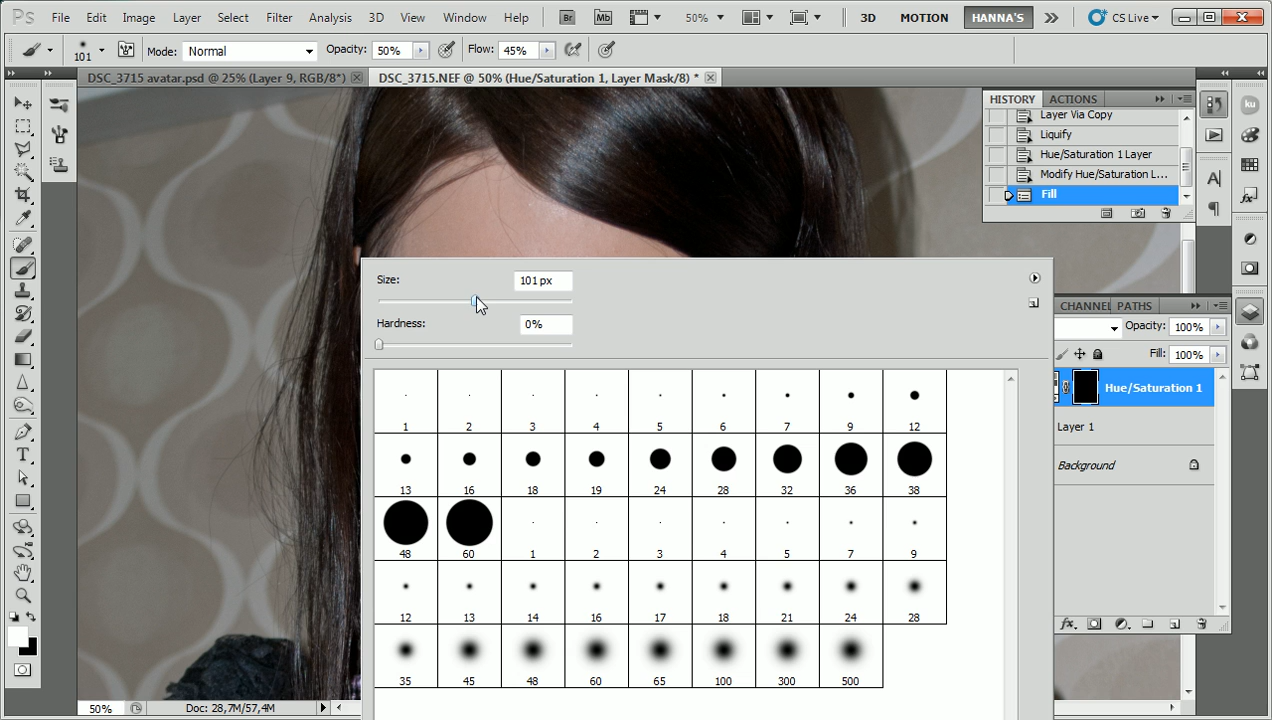 Ps File Edit Image Layer Select Filter Analysis 3D View Window Help Br Mb 50% 3D MOTION HANNA'S CS Live
101 Mode: Normal Opacity: 50% Flow: 45%
DSC_3715 avatar.psd @ 25% (Layer 9, RGB/8*) DSC_3715.NEF @ 50% (Hue/Saturation 1, Layer Mask/8) *
HISTORY ACTIONS
Layer Via Copy
Liquify
Hue/Saturation 1 Layer
Modify Hue/Saturation L...
Fill
Size: 101 px
Hardness: 0%
1 2 3 4 5 6 7 9 12
13 16 18 19 24 28 32 36 38
48 60 1 2 3 4 5 7 9
12 13 14 16 17 18 21 24 28
35 45 48 60 65 100 300 500
CHANNEL PATHS
Opacity: 100%
Fill: 100%
Hue/Saturation 1
Layer 1
Background
ku
A
T
50% Doc: 28,7M/57,4M